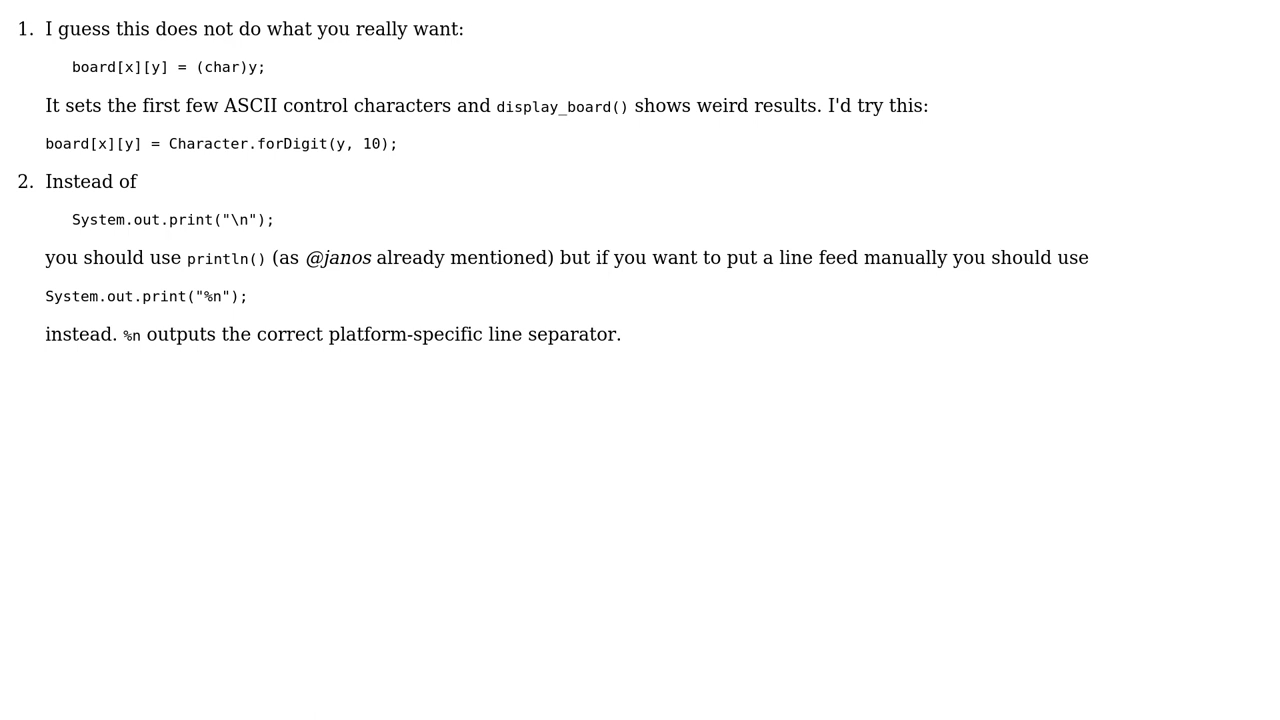 1. I guess this does not do what you really want:
board[x][y] = (char)y;
It sets the first few ASCII control characters and display_board() shows weird results. I'd try this:
board[x][y] = Character.forDigit(y, 10);
2. Instead of
System.out.print("\n");
you should use println() (as @janos already mentioned) but if you want to put a line feed manually you should use
System.out.print("%n");
instead. %n outputs the correct platform-specific line separator.